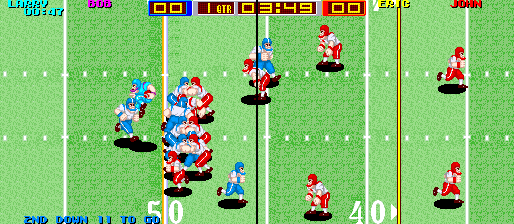 LARRY BOB 00 1 QTR 03:49 00 ERIC JOHN
00:47
50 40
2ND DOWN 11 TO GO